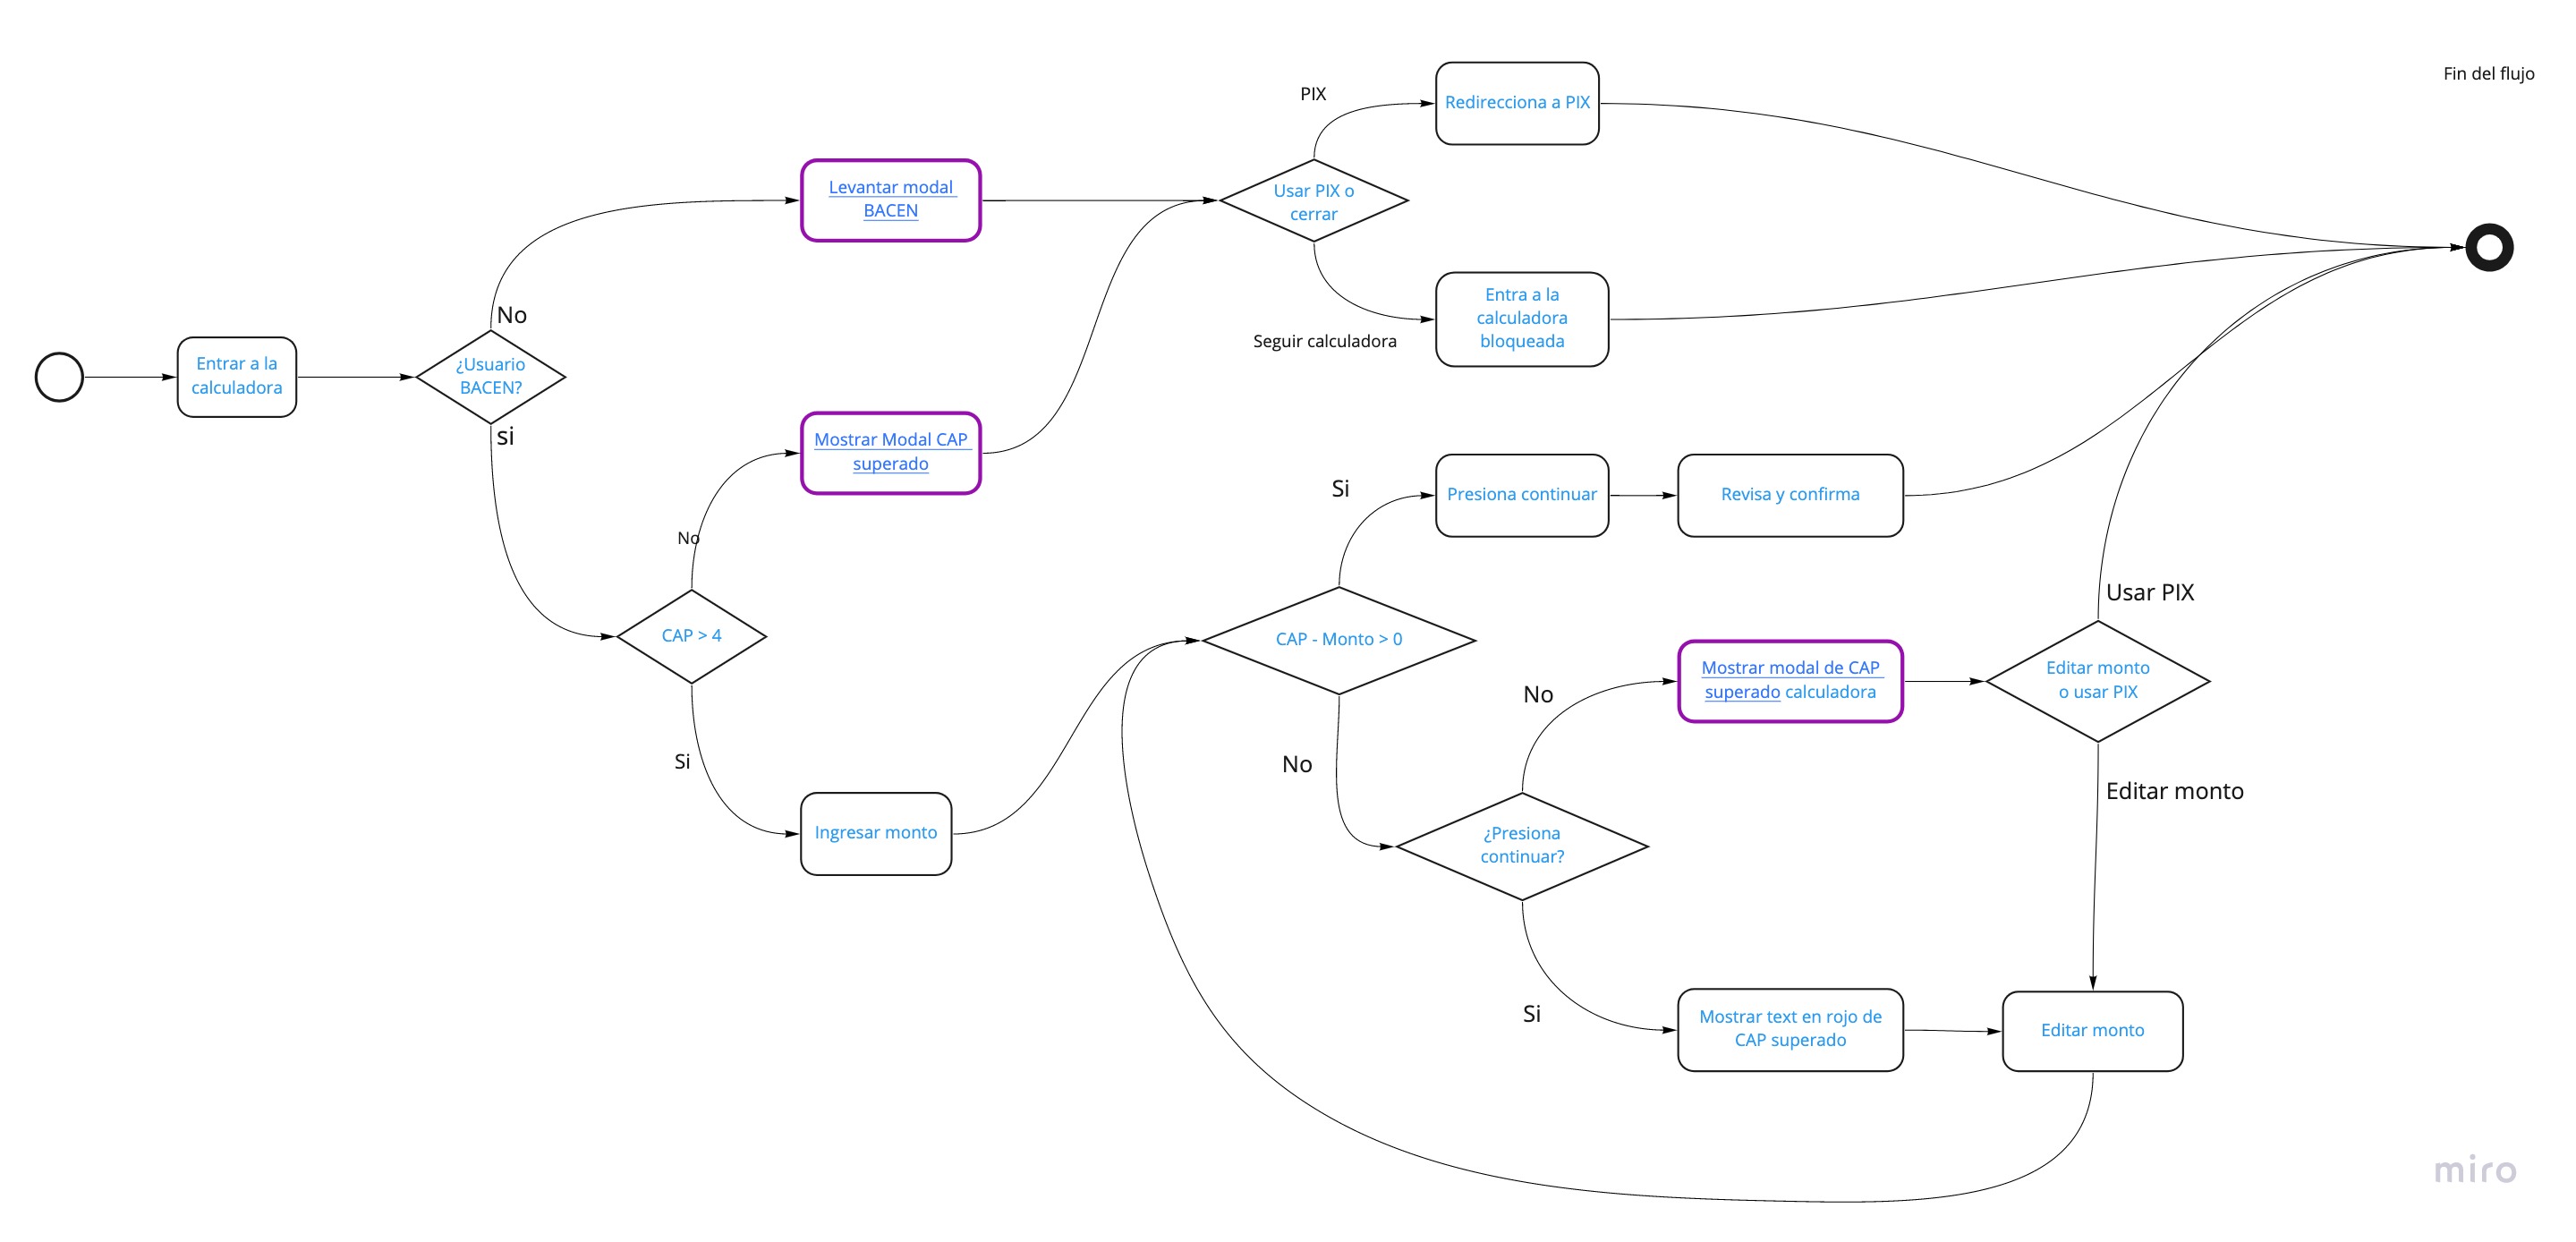 Fin del flujo
PIX
Redirecciona a PIX
Levantar modal
BACEN
Usar PIX o
cerrar
Entra a la
calculadora
bloqueada
Seguir calculadora
No
Entrar a la
calculadora
¿Usuario
BACEN?
si
Mostrar Modal CAP
superado
No
CAP > 4
Si
Ingresar monto
Si
Presiona continuar
Revisa y confirma
CAP - Monto > 0
No
No
Mostrar modal de CAP
superado calculadora
Usar PIX
Editar monto
o usar PIX
Editar monto
¿Presiona
continuar?
Si
Mostrar text en rojo de
CAP superado
Editar monto
miro